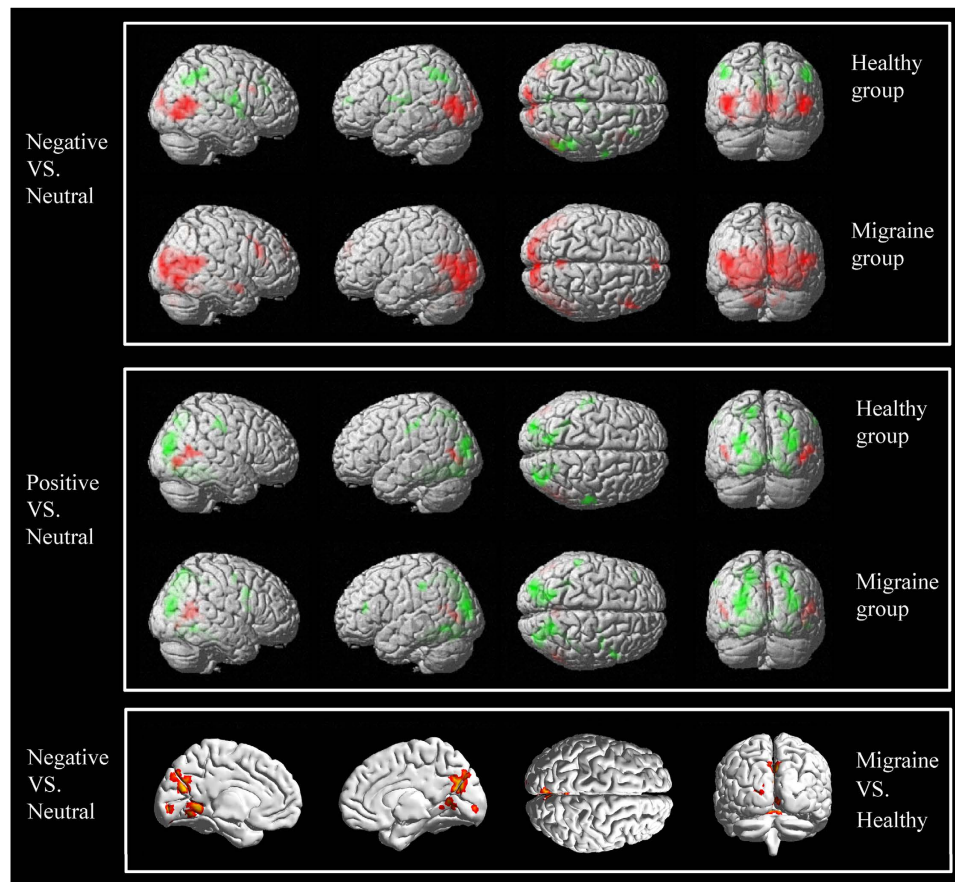 Negative
VS.
Neutral
Healthy
group
Migraine
group
Positive
VS.
Neutral
Healthy
group
Migraine
group
Negative
VS.
Neutral
Migraine
VS.
Healthy